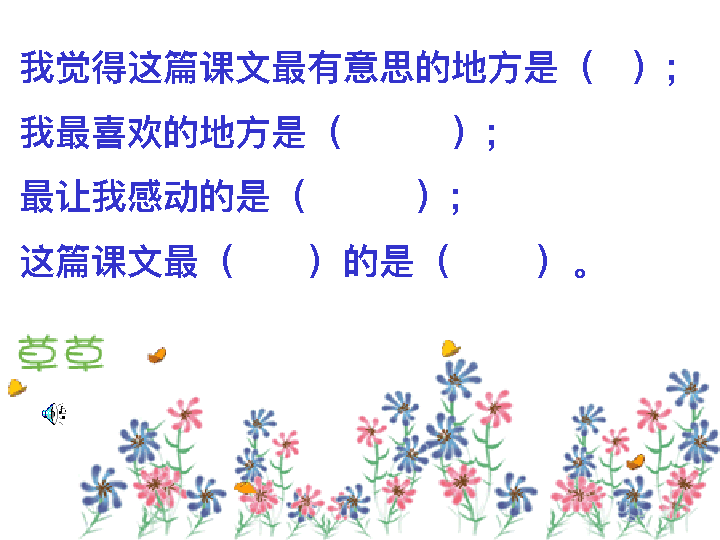 我觉得这篇课文最有意思的地方是（ ）；
我最喜欢的地方是（ ）；
最让我感动的是（ ）；
这篇课文最（ ）的是（ ）。
草草